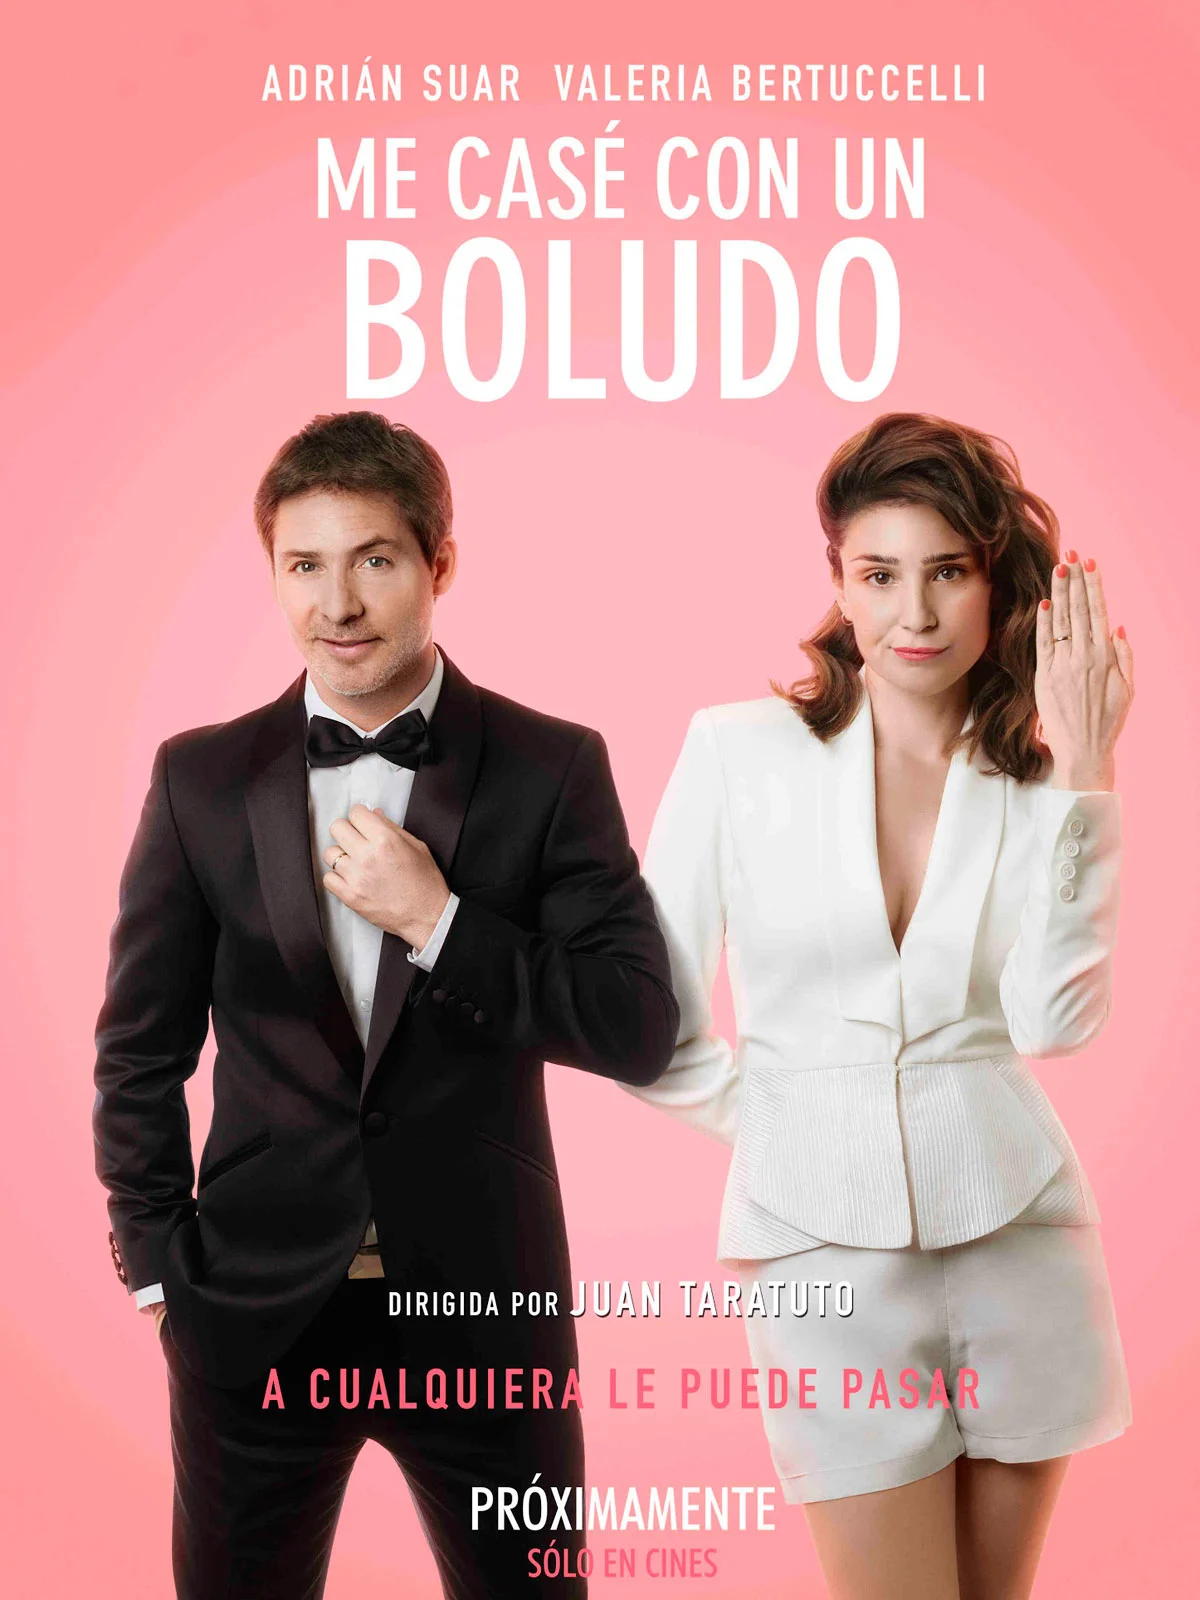 ADRIÁN SUAR VALERIA BERTUCCELLI
ME CASÉ CON UN
BOLUDO
DIRIGIDA POR JUAN TARATUTO
A CUALQUIERA LE PUEDE PASAR
PRÓXIMAMENTE
SÓLO EN CINES